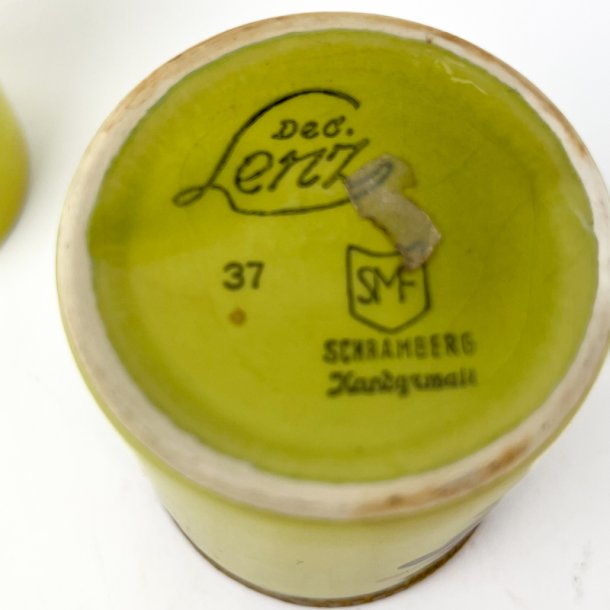 Dec.
Lenz
37
SMF
SCHRAMBERG
Handgemalt